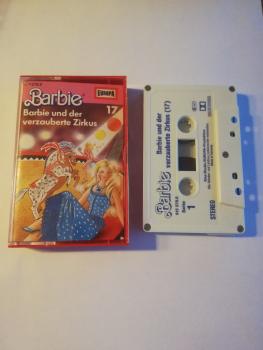 EUROPA
Barbie
17
Barbie und der
verzauberte Zirkus
Barbie und der
verzauberte Zirkus (17)
Barbie
Seite
1
STEREO